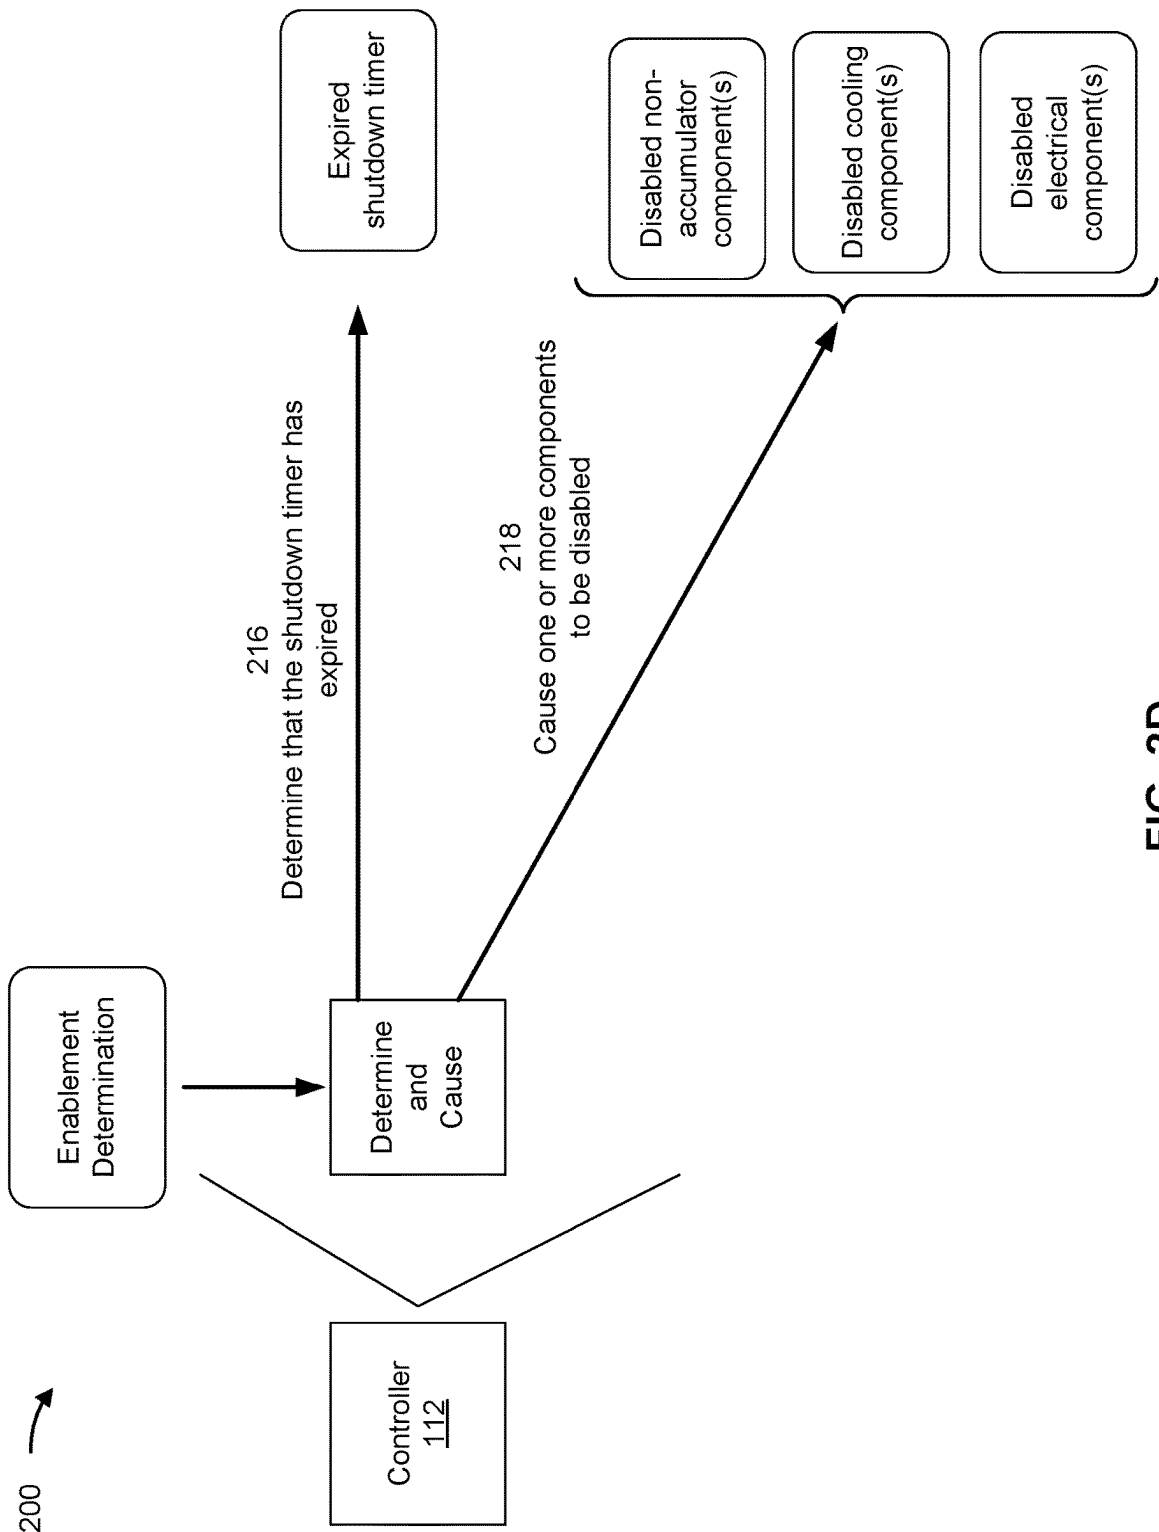 200
Enablement
Determination
Controller
112
Determine
and
Cause
216
Determine that the shutdown timer has
expired
Expired
shutdown timer
218
Cause one or more components
to be disabled
Disabled non-
accumulator
component(s)
Disabled cooling
component(s)
Disabled
electrical
component(s)
FIG.